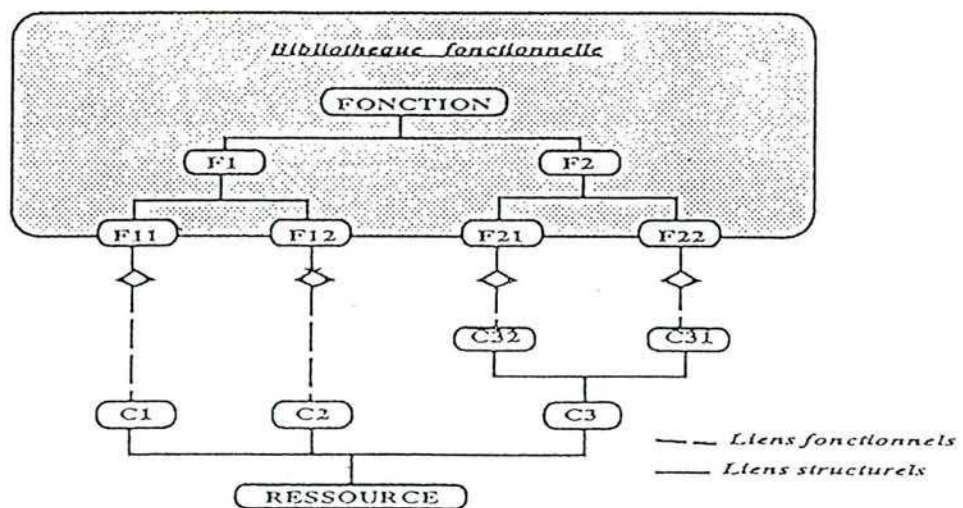 Bibliotheque fonctionnelle
FONCTION
F1 F2
F11 F12 F21 F22
C32 C31
C1 C2 C3
Liens fonctionnels
Liens structurels
RESSOURCE